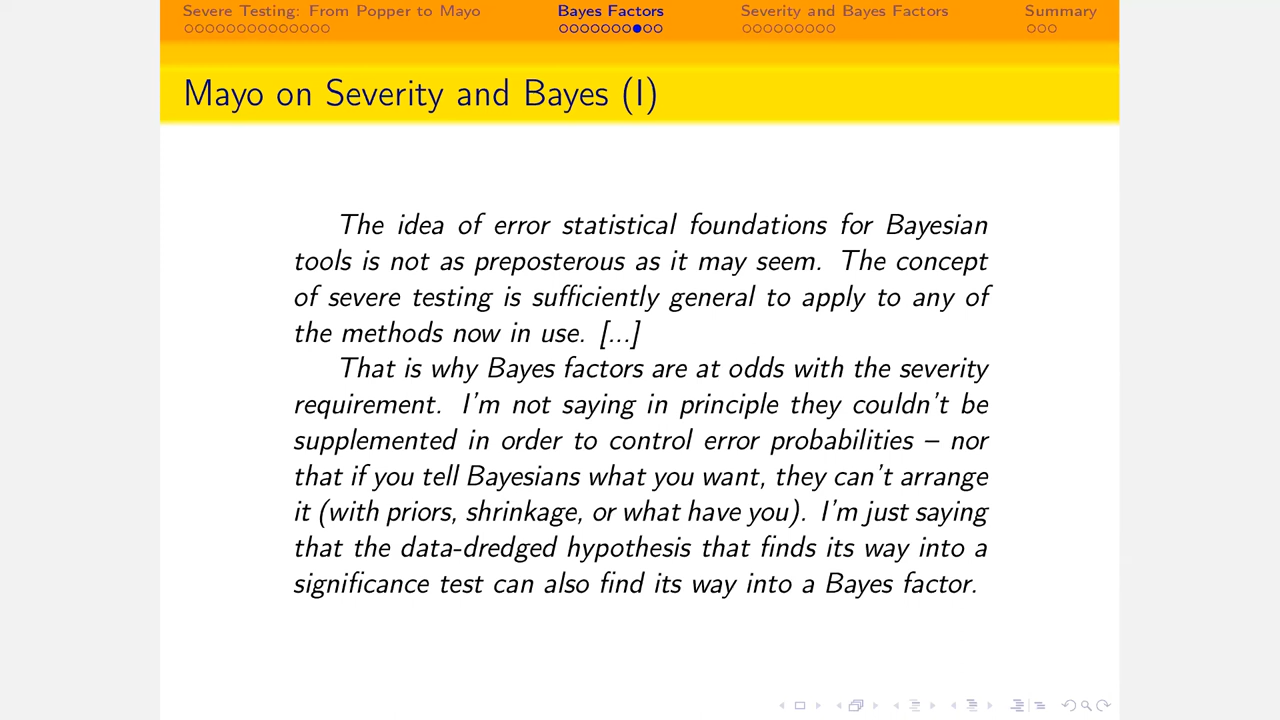 Severe Testing: From Popper to Mayo Bayes Factors Severity and Bayes Factors Summary
Mayo on Severity and Bayes (I)
The idea of error statistical foundations for Bayesian
tools is not as preposterous as it may seem. The concept
of severe testing is sufficiently general to apply to any of
the methods now in use. [...]
That is why Bayes factors are at odds with the severity
requirement. I'm not saying in principle they couldn't be
supplemented in order to control error probabilities – nor
that if you tell Bayesians what you want, they can't arrange
it (with priors, shrinkage, or what have you). I'm just saying
that the data-dredged hypothesis that finds its way into a
significance test can also find its way into a Bayes factor.